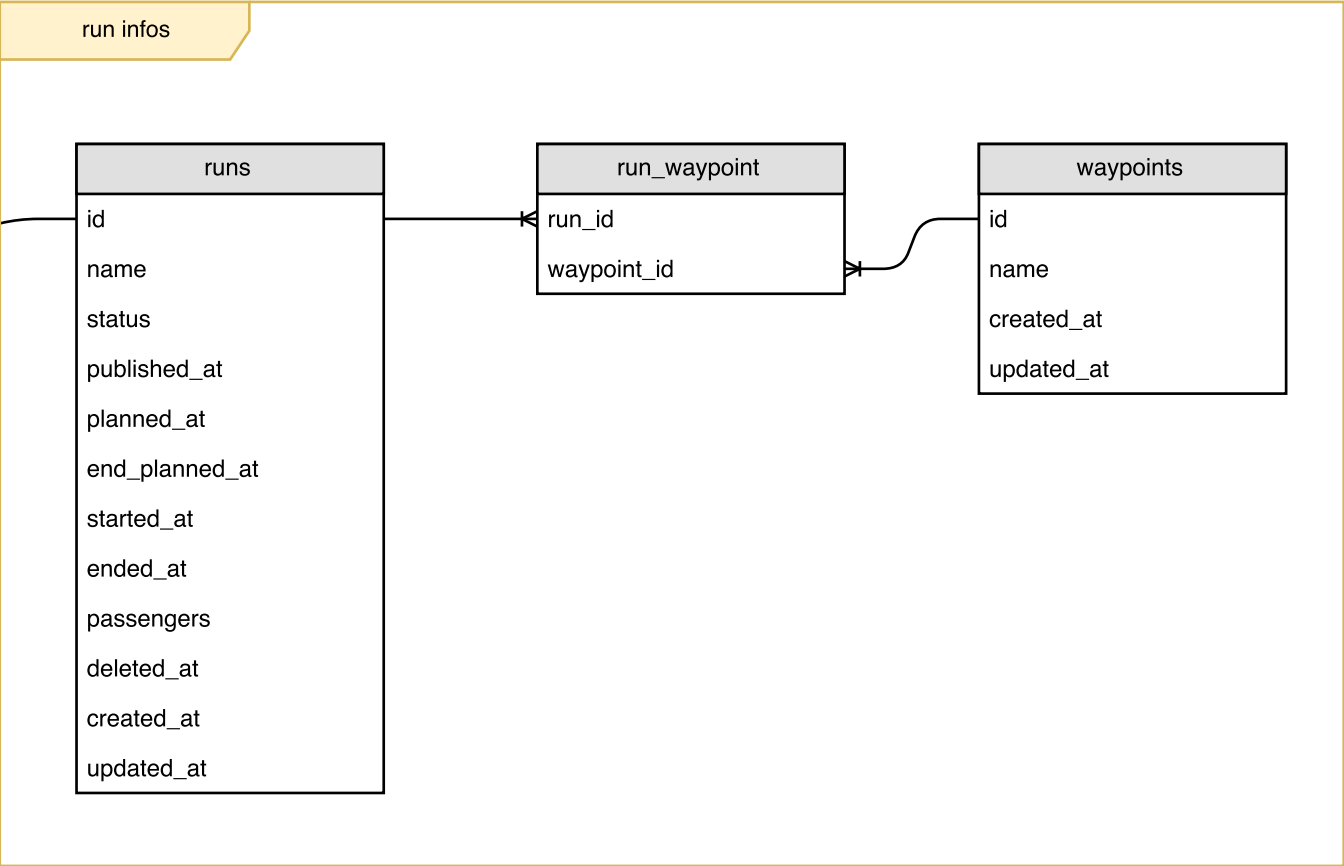 run infos
runs
id
name
status
published_at
planned_at
end_planned_at
started_at
ended_at
passengers
deleted_at
created_at
updated_at
run_waypoint
run_id
waypoint_id
waypoints
id
name
created_at
updated_at